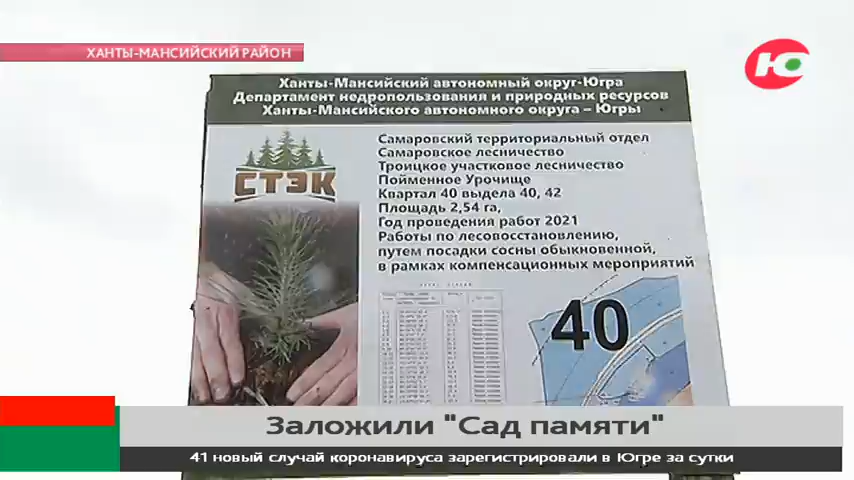 ХАНТЫ-МАНСИЙСКИЙ РАЙОН
Ю
Ханты-Мансийский автономный округ-Югра
Департамент недропользования и природных ресурсов
Ханты-Мансийского автономного округа – Югры
СТЭК
Самаровский территориальный отдел
Самаровское лесничество
Троицкое участковое лесничество
Пойменное Урочище
Квартал 40 выдела 40, 42
Площадь 2,54 га,
Год проведения работ 2021
Работы по лесовосстановлению,
путем посадки сосны обыкновенной,
в рамках компенсационных мероприятий
40
Заложили "Сад памяти"
41 новый случай коронавируса зарегистрировали в Югре за сутки